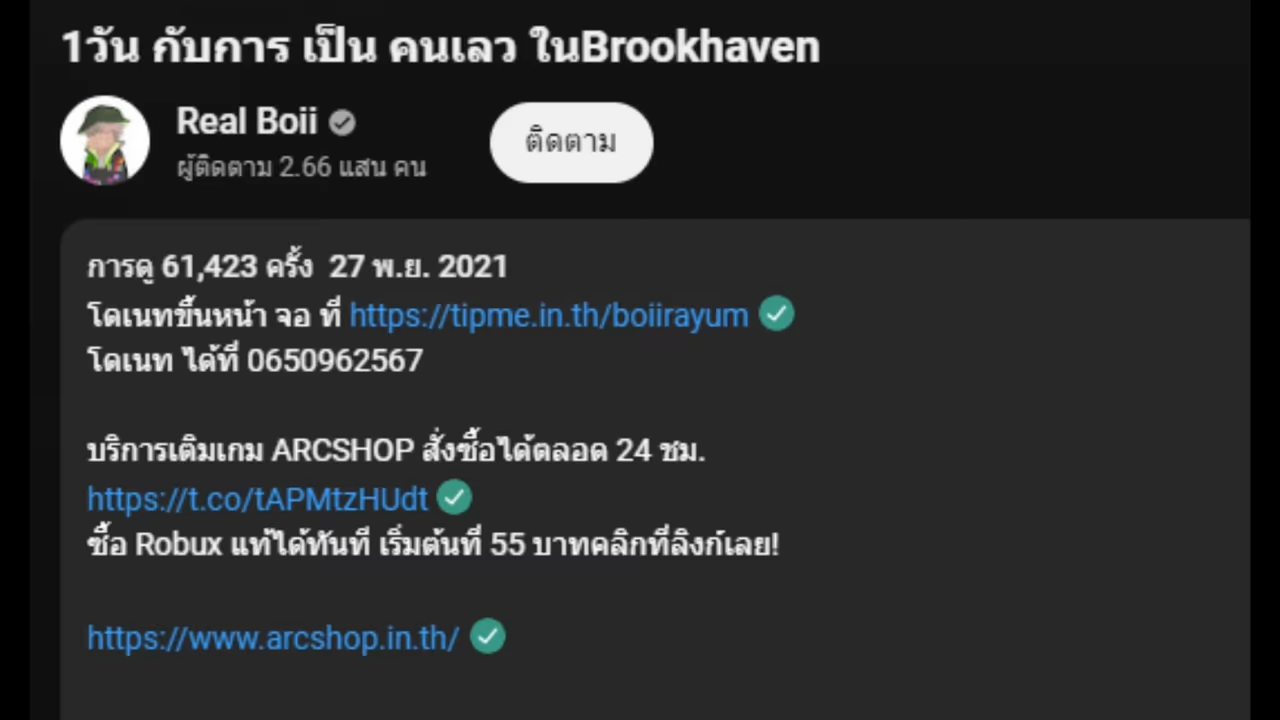 1วัน กับการ เป็น คนเลว ในBrookhaven
Real Boii
ผู้ติดตาม 2.66 แสน คน
ติดตาม
การดู 61,423 ครั้ง 27 พ.ย. 2021
โดเนทขึ้นหน้า จอ ที่ https://tipme.in.th/boiirayum
โดเนท ได้ที่ 0650962567
บริการเติมเกม ARCSHOP สั่งซื้อได้ตลอด 24 ชม.
https://t.co/tAPMtzHUdt
ซื้อ Robux แท้ได้ทันที เริ่มต้นที่ 55 บาทคลิกที่ลิงก์เลย!
https://www.arcshop.in.th/